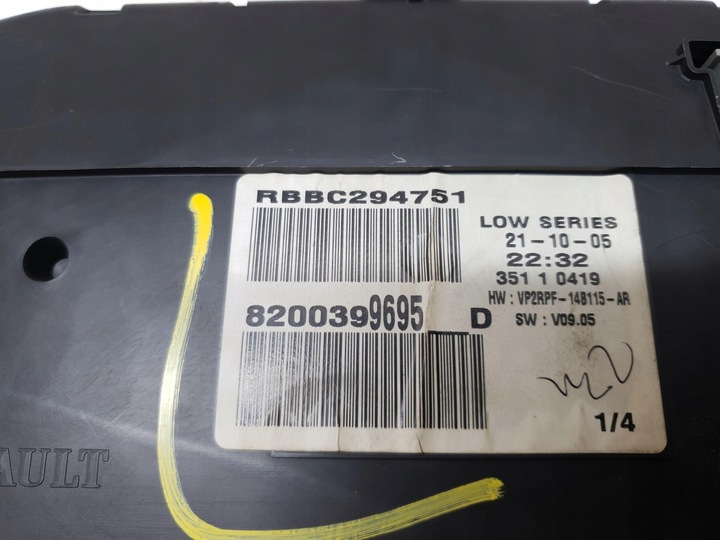 RBBC294751
LOW SERIES
21-10-05
22:32
351 1 0419
HW : VP2RPF-14B115-AR
8200399695__D
SW : V09.05
1/4
AULT